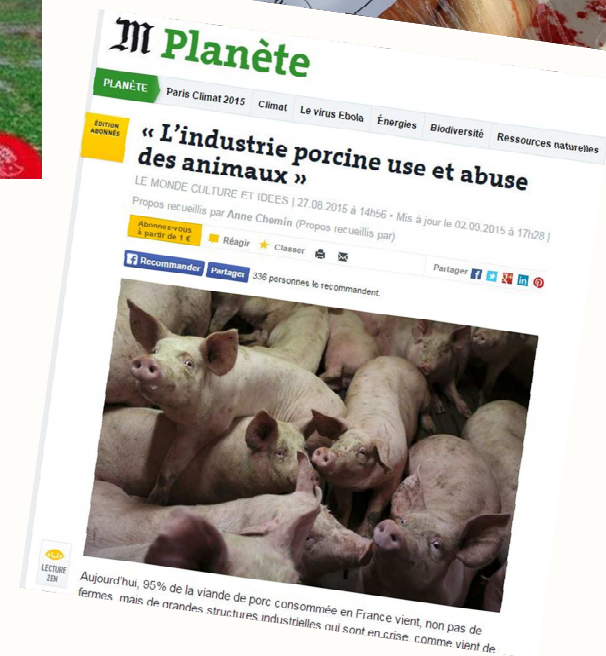 M Planète
PLANÈTE Paris Climat 2015 Climat Le virus Ebola Énergies Biodiversité Ressources naturelles
ÉDITION
ABONNÉS
« L'industrie porcine use et abuse
des animaux »
LE MONDE CULTURE ET IDEES | 27.08.2015 à 14h56 • Mis à jour le 02.09.2015 à 17h28 |
Propos recueillis par Anne Chemin (Propos recueillis par)
Abonnez-vous
à partir de 1 €
Réagir Classer
Partager f g+ in
f Recommander Partager 336 personnes le recommandent.
LECTURE
ZEN
Aujourd'hui, 95% de la viande de porc consommée en France vient, non pas de
fermes, mais de grandes structures industrielles qui sont en crise, comme vient de